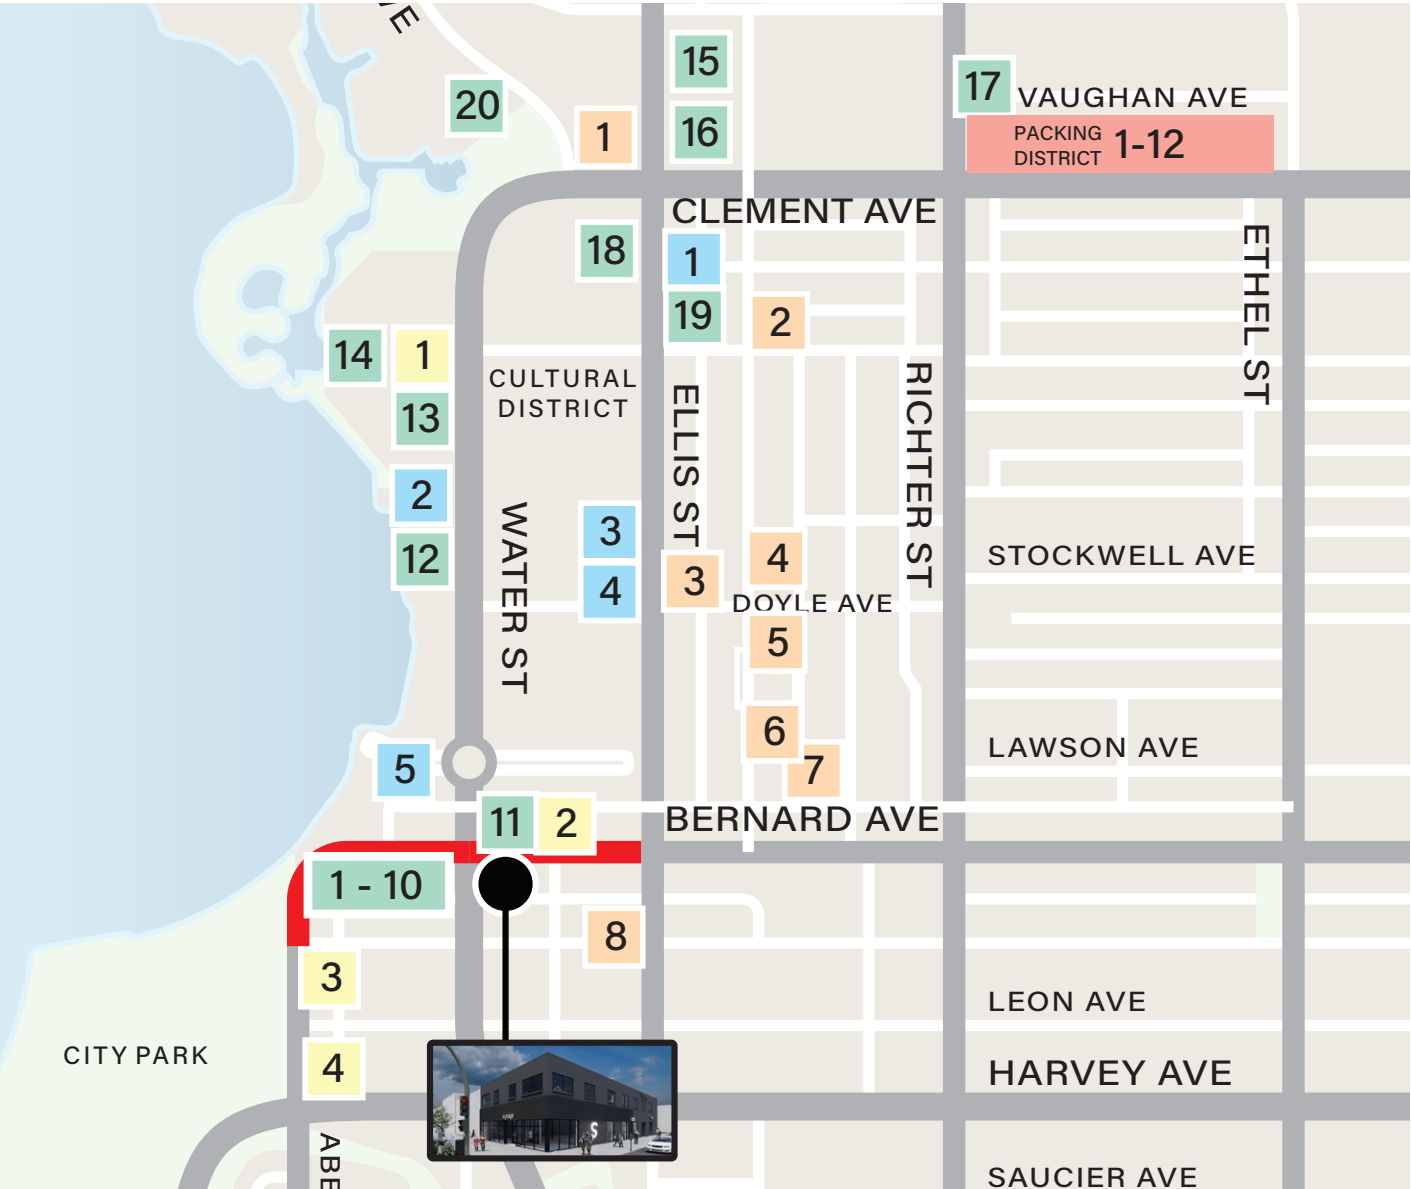 VE
15
20
17
VAUGHAN AVE
1
16
PACKING
DISTRICT
1-12
CLEMENT AVE
18
1
19
2
14
1
13
CULTURAL
DISTRICT
ELLIS ST
RICHTER ST
ETHEL ST
2
12
WATER ST
3
4
3
4
DOYLE AVE
5
STOCKWELL AVE
6
7
LAWSON AVE
5
11
2
BERNARD AVE
1 - 10
8
3
LEON AVE
CITY PARK
4
HARVEY AVE
S
ABE
SAUCIER AVE